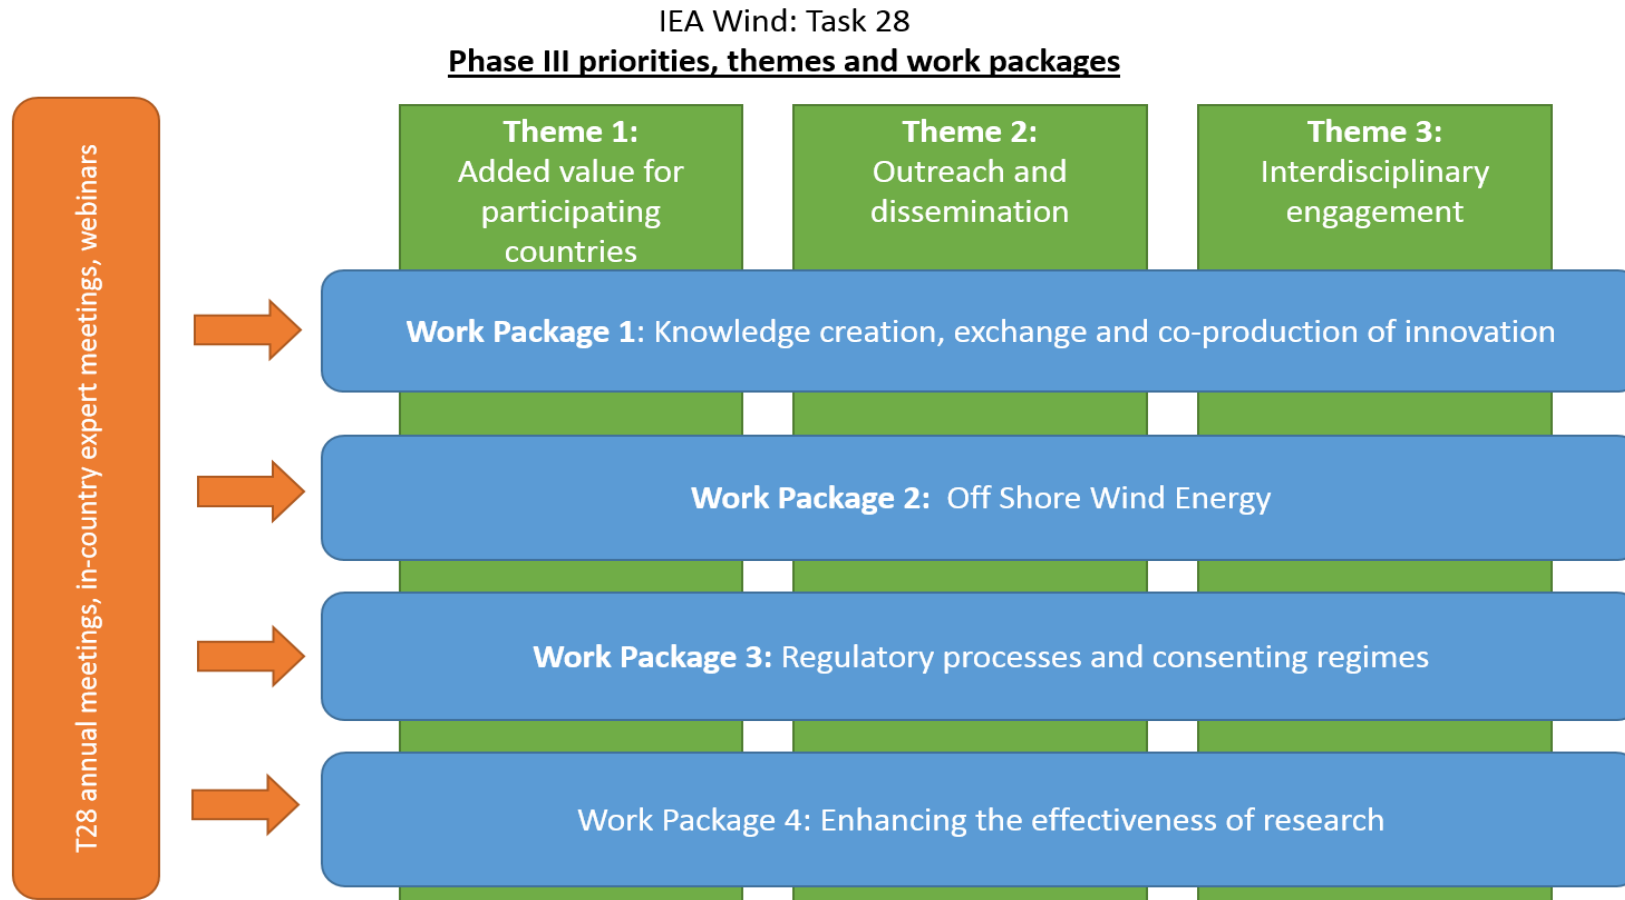 IEA Wind: Task 28
Phase III priorities, themes and work packages
T28 annual meetings, in-country expert meetings, webinars
Theme 1:
Added value for
participating
countries
Theme 2:
Outreach and
dissemination
Theme 3:
Interdisciplinary
engagement
Work Package 1: Knowledge creation, exchange and co-production of innovation
Work Package 2: Off Shore Wind Energy
Work Package 3: Regulatory processes and consenting regimes
Work Package 4: Enhancing the effectiveness of research